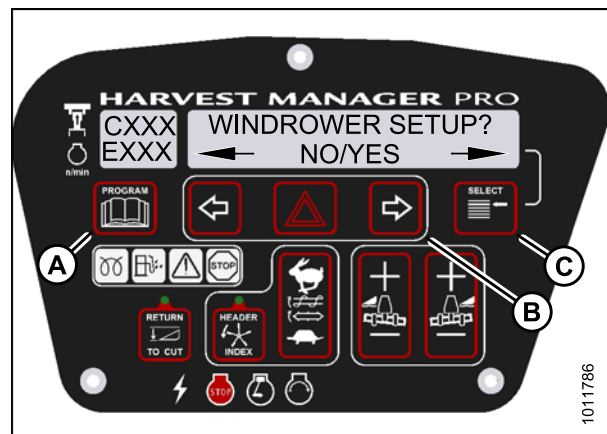 HARVEST MANAGER PRO
CXXX
EXXX
WINDROWER SETUP?
NO/YES
n/min
PROGRAM
SELECT
A
C
B
STOP
RETURN
TO CUT
HEADER
INDEX
STOP
1011786